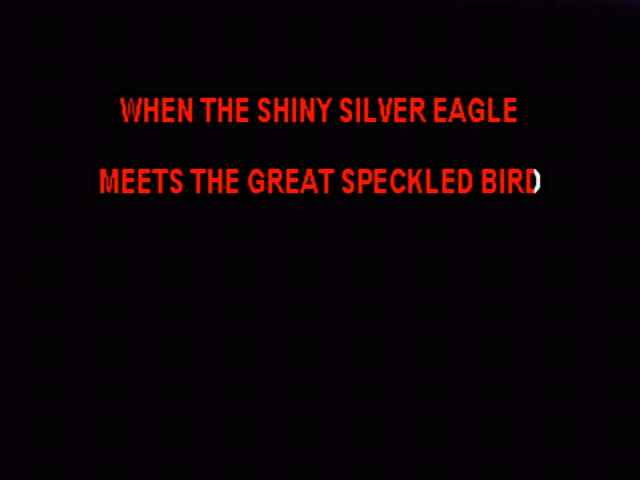 WHEN THE SHINY SILVER EAGLE
MEETS THE GREAT SPECKLED BIRD